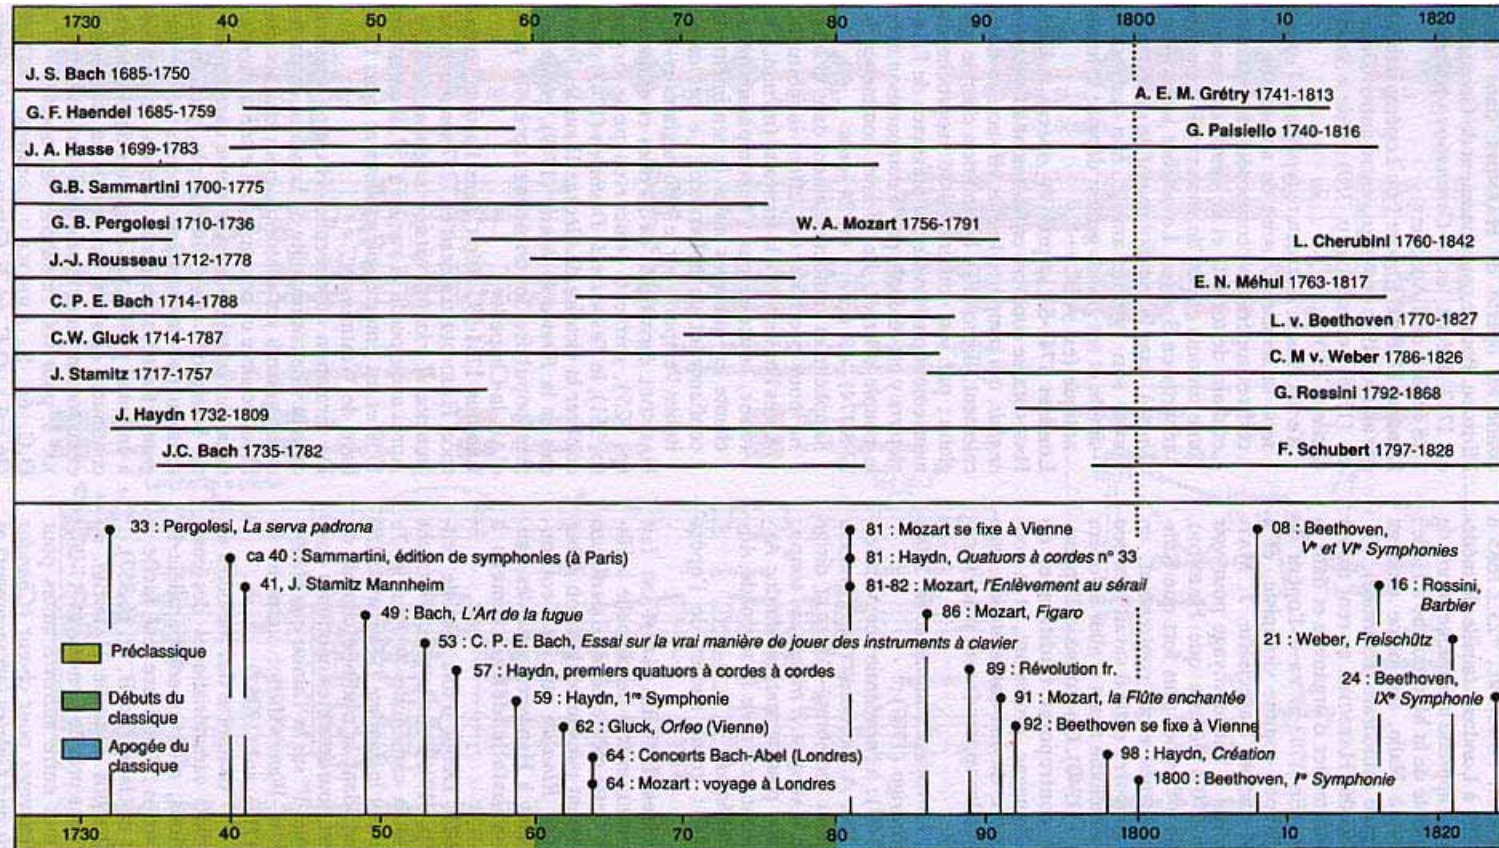 1730 40 50 60 70 80 90 1800 10 1820
J. S. Bach 1685-1750
A. E. M. Grétry 1741-1813
G. F. Haendel 1685-1759
G. Paisiello 1740-1816
J. A. Hasse 1699-1783
G.B. Sammartini 1700-1775
G. B. Pergolesi 1710-1736
W. A. Mozart 1756-1791
L. Cherubini 1760-1842
J.-J. Rousseau 1712-1778
E. N. Méhul 1763-1817
C. P. E. Bach 1714-1788
L. v. Beethoven 1770-1827
C.W. Gluck 1714-1787
C. M v. Weber 1786-1826
J. Stamitz 1717-1757
G. Rossini 1792-1868
J. Haydn 1732-1809
J.C. Bach 1735-1782
F. Schubert 1797-1828
33 : Pergolesi, La serva padrona
ca 40 : Sammartini, édition de symphonies (à Paris)
41, J. Stamitz Mannheim
49 : Bach, L'Art de la fugue
53 : C. P. E. Bach, Essai sur la vrai manière de jouer des instruments à clavier
57 : Haydn, premiers quatuors à cordes à cordes
59 : Haydn, 1re Symphonie
62 : Gluck, Orfeo (Vienne)
64 : Concerts Bach-Abel (Londres)
64 : Mozart : voyage à Londres
81 : Mozart se fixe à Vienne
81 : Haydn, Quatuors à cordes n° 33
81-82 : Mozart, l'Enlèvement au sérail
86 : Mozart, Figaro
89 : Révolution fr.
91 : Mozart, la Flûte enchantée
92 : Beethoven se fixe à Vienne
98 : Haydn, Création
1800 : Beethoven, Ire Symphonie
08 : Beethoven,
Ve et VIe Symphonies
16 : Rossini,
Barbier
21 : Weber, Freischütz
24 : Beethoven,
IXe Symphonie
Préclassique
Débuts du
classique
Apogée du
classique
1730 40 50 60 70 80 90 1800 10 1820